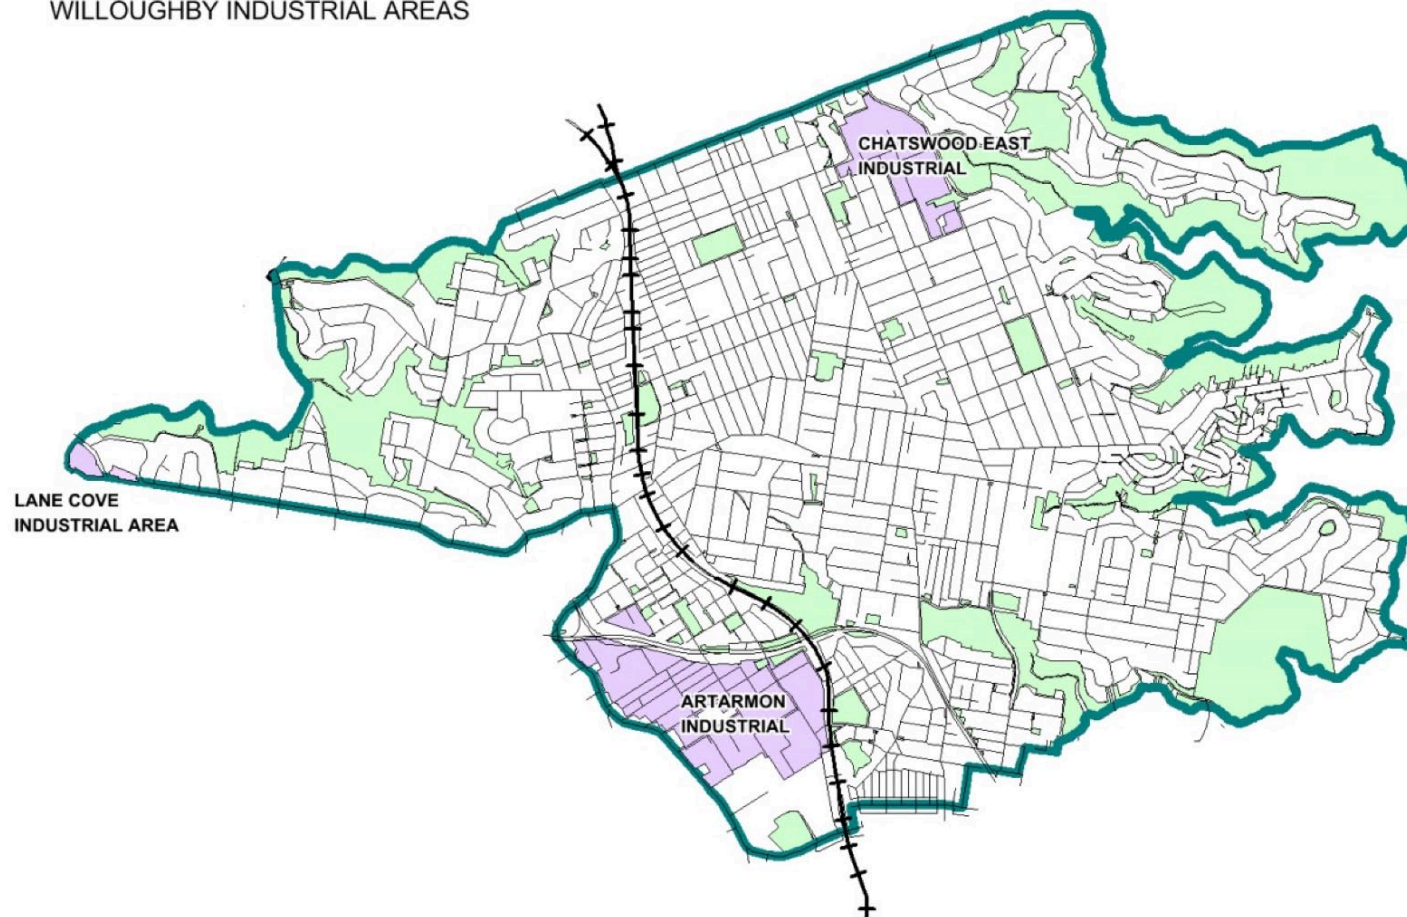 WILLOUGHBY INDUSTRIAL AREAS
CHATSWOOD EAST
INDUSTRIAL
LANE COVE
INDUSTRIAL AREA
ARTARMON
INDUSTRIAL